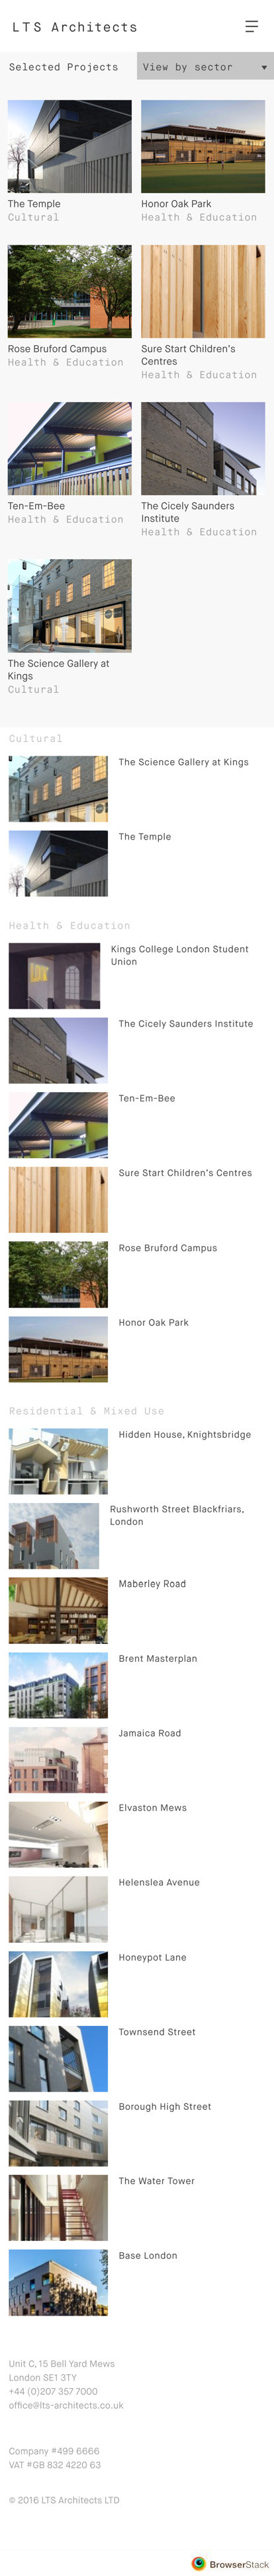 LTS Architects
Selected Projects
View by sector
The Temple
Cultural
Honor Oak Park
Health & Education
Rose Bruford Campus
Health & Education
Sure Start Children's
Centres
Health & Education
Ten-Em-Bee
Health & Education
The Cicely Saunders
Institute
Health & Education
The Science Gallery at
Kings
Cultural
Cultural
The Science Gallery at Kings
The Temple
Health & Education
Kings College London Student
Union
The Cicely Saunders Institute
Ten-Em-Bee
Sure Start Children's Centres
Rose Bruford Campus
Honor Oak Park
Residential & Mixed Use
Hidden House, Knightsbridge
Rushworth Street Blackfriars,
London
Maberley Road
Brent Masterplan
Jamaica Road
Elvaston Mews
Helenslea Avenue
Honeypot Lane
Townsend Street
Borough High Street
The Water Tower
Base London
Unit C, 15 Bell Yard Mews
London SE1 3TY
+44 (0)207 357 7000
office@lts-architects.co.uk
Company #499 6666
VAT #GB 832 4220 63
© 2016 LTS Architects LTD
BrowserStack